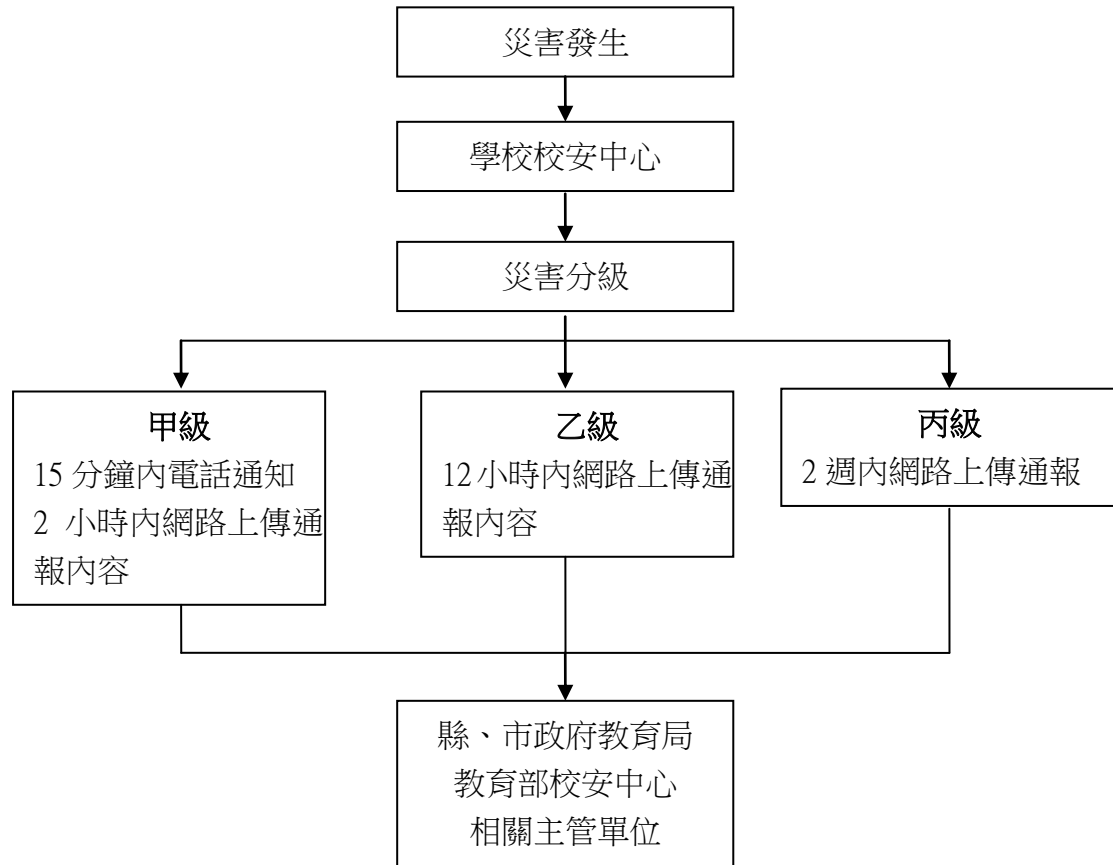 災害發生
學校校安中心
災害分級
甲級
15 分鐘內電話通知
2 小時內網路上傳通
報內容
乙級
12小時內網路上傳通
報內容
丙級
2 週內網路上傳通報
縣、市政府教育局
教育部校安中心
相關主管單位